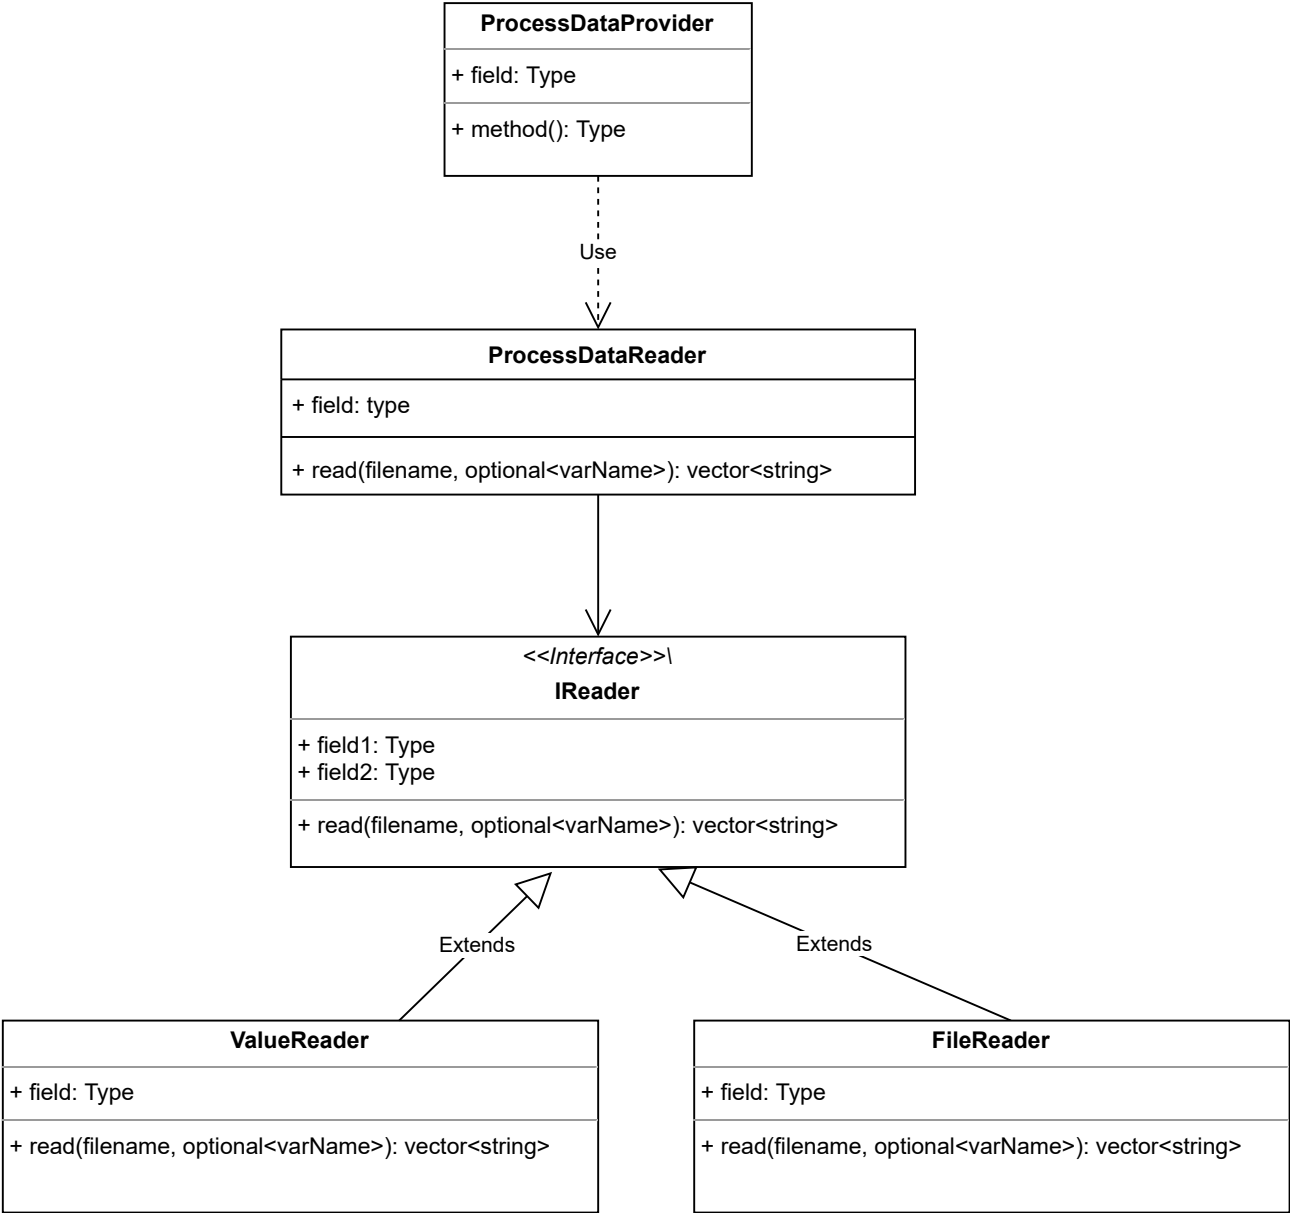 ProcessDataProvider
+ field: Type
+ method(): Type
Use
ProcessDataReader
+ field: type
+ read(filename, optional<varName>): vector<string>
<<Interface>>\
IReader
+ field1: Type
+ field2: Type
+ read(filename, optional<varName>): vector<string>
Extends
Extends
ValueReader
+ field: Type
+ read(filename, optional<varName>): vector<string>
FileReader
+ field: Type
+ read(filename, optional<varName>): vector<string>